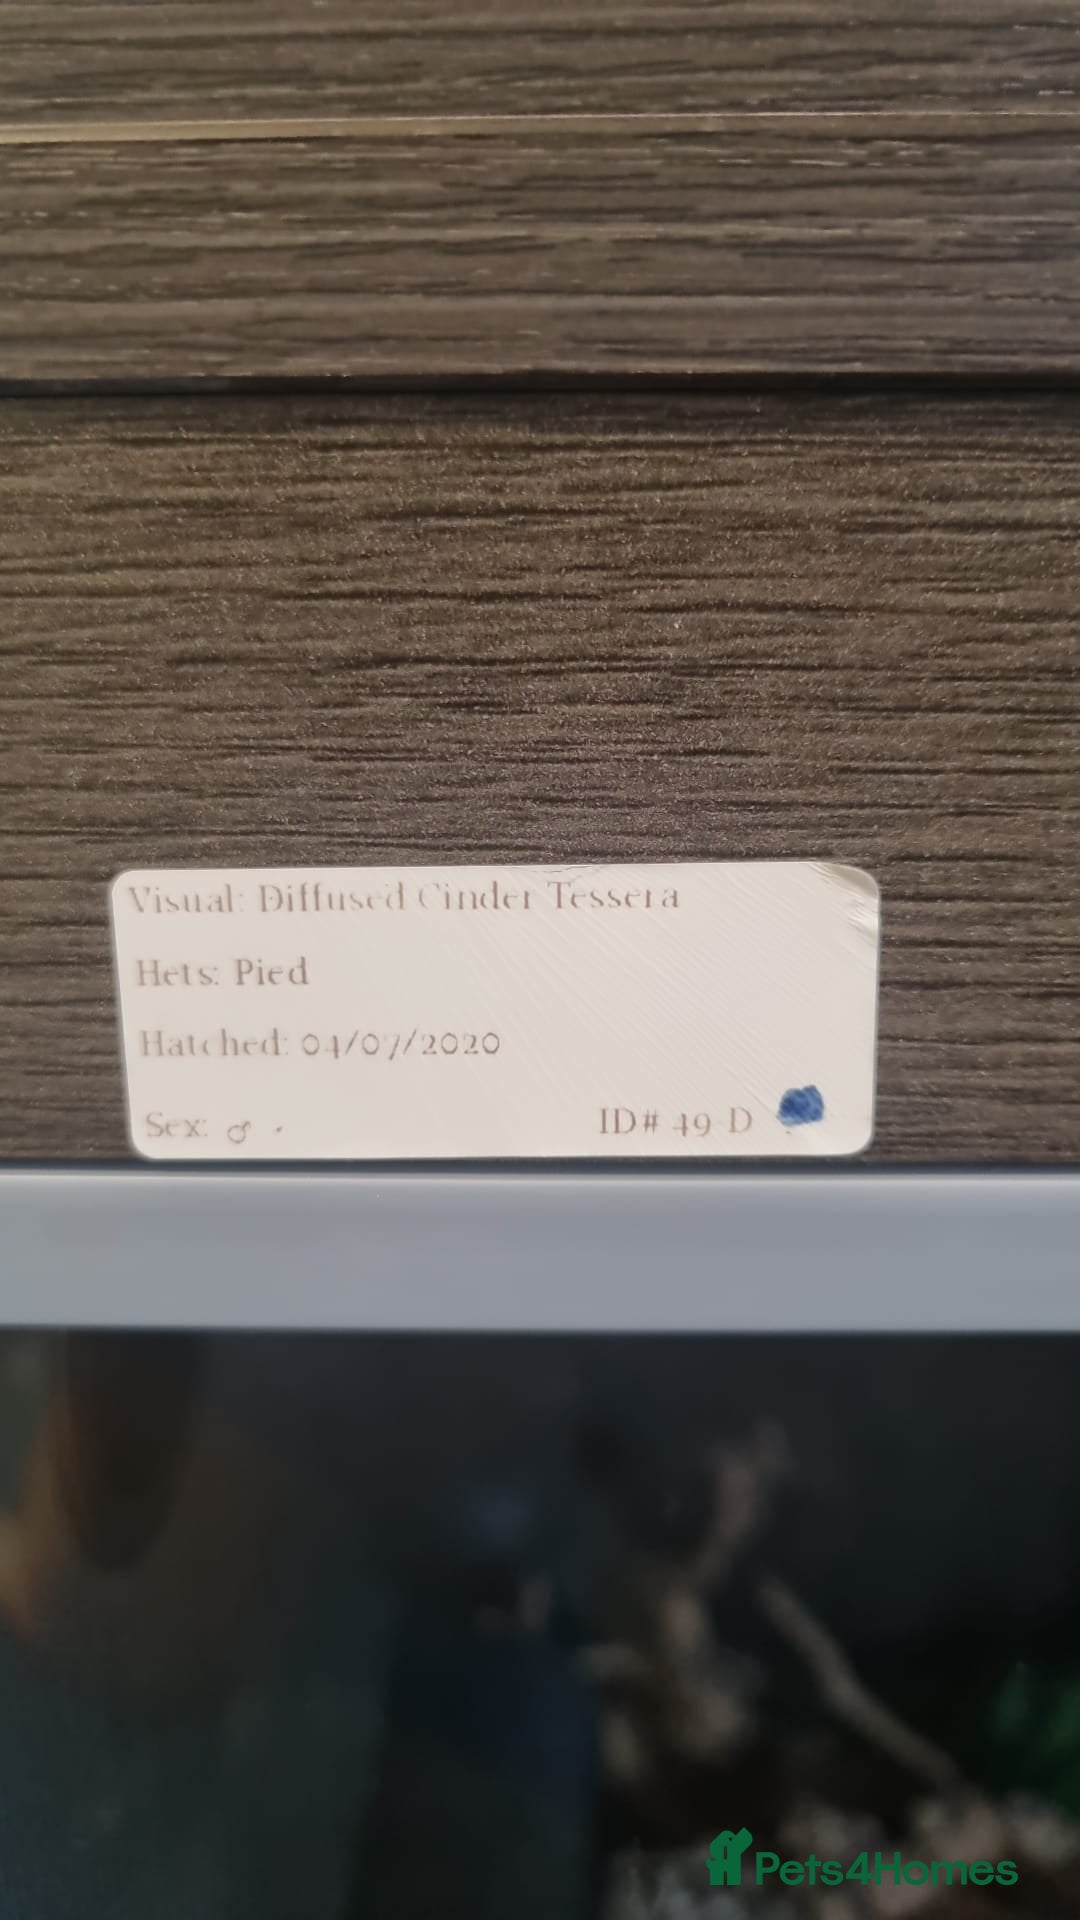 Visual: Diffused Cinder Tessera
Hets: Pied
Hatched: 04/07/2020
Sex: ♂
ID# 49 D
Pets4Homes